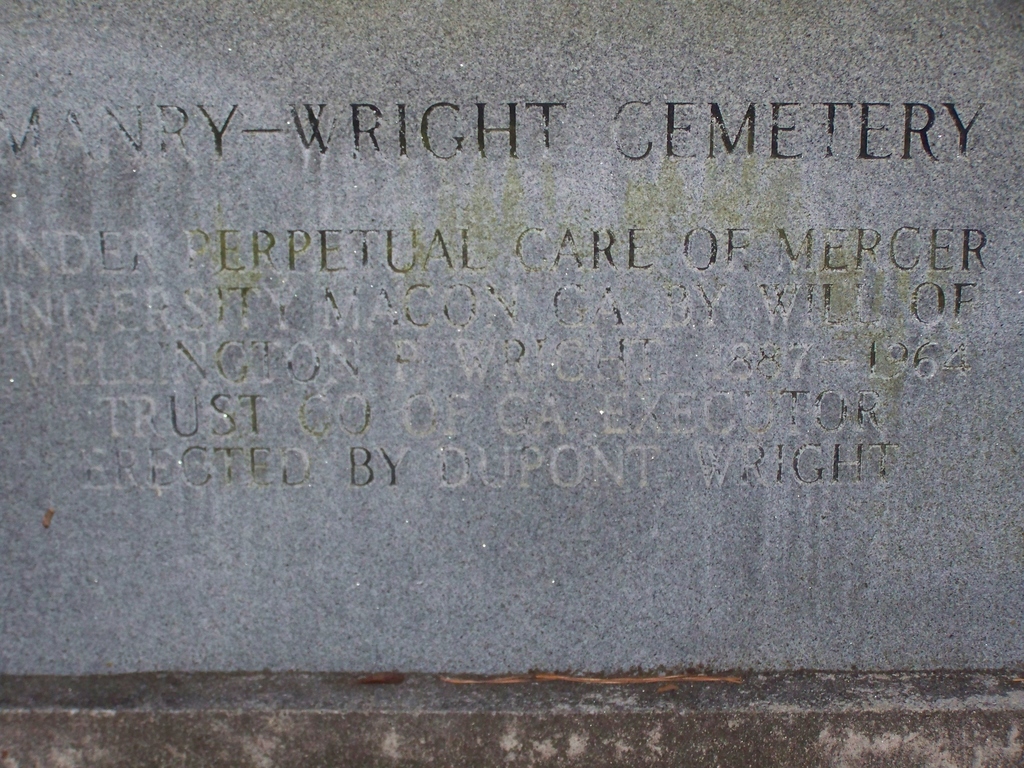 MANRY-WRIGHT CEMETERY
UNDER PERPETUAL CARE OF MERCER
UNIVERSITY MACON, GA. BY WILL OF
WELLINGTON P. WRIGHT 1887-1964
TRUST CO OF GA EXECUTOR
ERECTED BY DUPONT WRIGHT